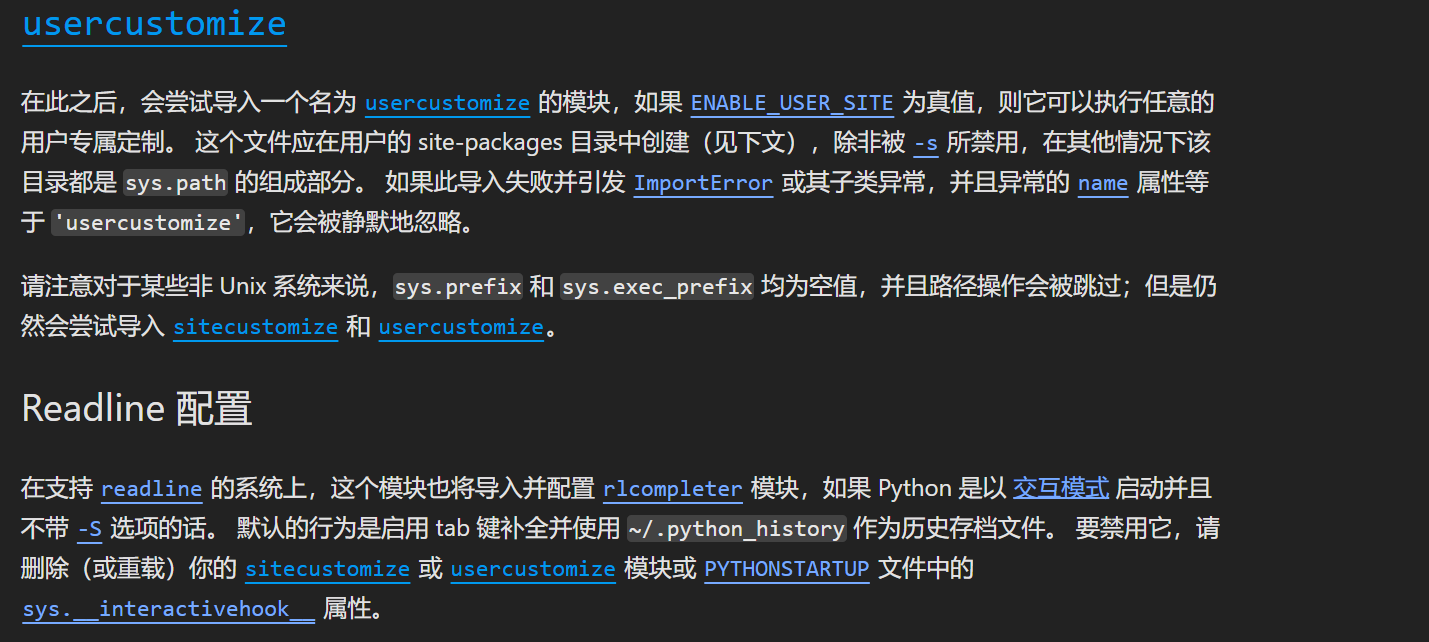 usercustomize
在此之后，会尝试导入一个名为 usercustomize 的模块，如果 ENABLE_USER_SITE 为真值，则它可以执行任意的
用户专属定制。 这个文件应在用户的 site-packages 目录中创建（见下文），除非被 -s 所禁用，在其他情况下该
目录都是 sys.path 的组成部分。 如果此导入失败并引发 ImportError 或其子类异常，并且异常的 name 属性等
于 'usercustomize'，它会被静默地忽略。
请注意对于某些非 Unix 系统来说，sys.prefix 和 sys.exec_prefix 均为空值，并且路径操作会被跳过；但是仍
然会尝试导入 sitecustomize 和 usercustomize。
Readline 配置
在支持 readline 的系统上，这个模块也将导入并配置 rlcompleter 模块，如果 Python 是以 交互模式 启动并且
不带 -S 选项的话。 默认的行为是启用 tab 键补全并使用 ~/.python_history 作为历史存档文件。 要禁用它，请
删除（或重载）你的 sitecustomize 或 usercustomize 模块或 PYTHONSTARTUP 文件中的
sys.__interactivehook__ 属性。